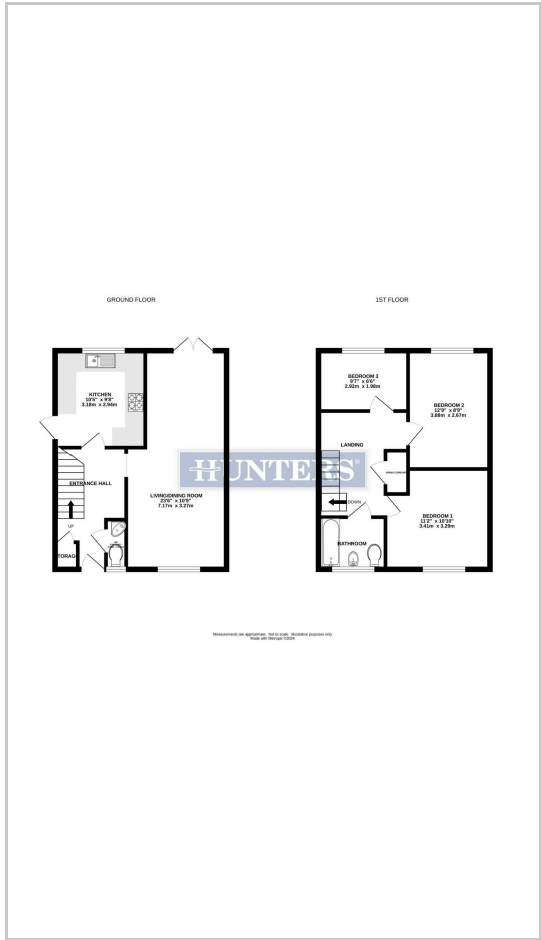 GROUND FLOOR
KITCHEN
10'5" x 9'8"
3.18m x 2.94m
ENTRANCE HALL
UP
STORAGE
LIVING/DINING ROOM
23'6" x 10'9"
7.17m x 3.27m
HUNTERS
1ST FLOOR
BEDROOM 3
9'7" x 6'6"
2.92m x 1.98m
BEDROOM 2
12'9" x 8'9"
3.88m x 2.67m
LANDING
DOWN
BEDROOM 1
11'2" x 10'10"
3.41m x 3.29m
BATHROOM
Measurements are approximate. Not to scale. Illustrative purposes only
Made with Metropix ©2024